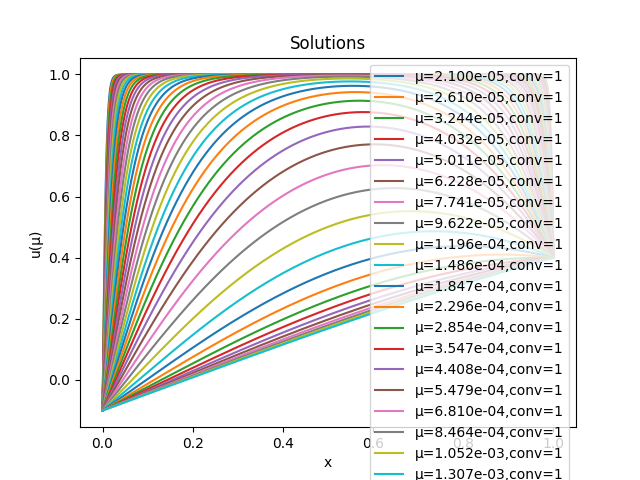 Solutions
1.0
0.8
0.6
0.4
0.2
0.0
u(μ)
0.0
0.2
0.4
0.6
0.8
1.0
x
μ=2.100e-05,conv=1
μ=2.610e-05,conv=1
μ=3.244e-05,conv=1
μ=4.032e-05,conv=1
μ=5.011e-05,conv=1
μ=6.228e-05,conv=1
μ=7.741e-05,conv=1
μ=9.622e-05,conv=1
μ=1.196e-04,conv=1
μ=1.486e-04,conv=1
μ=1.847e-04,conv=1
μ=2.296e-04,conv=1
μ=2.854e-04,conv=1
μ=3.547e-04,conv=1
μ=4.408e-04,conv=1
μ=5.479e-04,conv=1
μ=6.810e-04,conv=1
μ=8.464e-04,conv=1
μ=1.052e-03,conv=1
μ=1.307e-03,conv=1